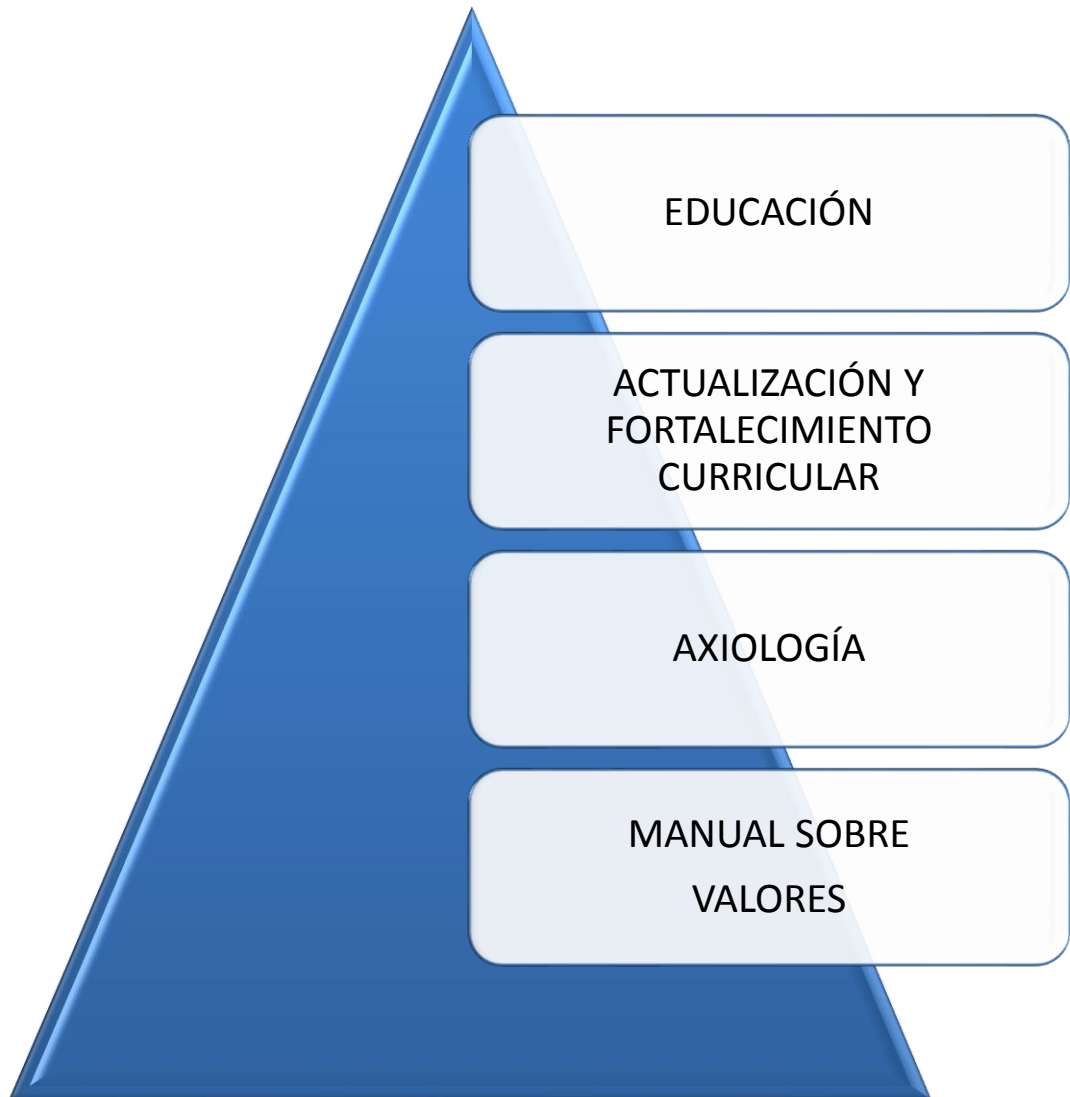 EDUCACIÓN
ACTUALIZACIÓN Y
FORTALECIMIENTO
CURRICULAR
AXIOLOGÍA
MANUAL SOBRE
VALORES